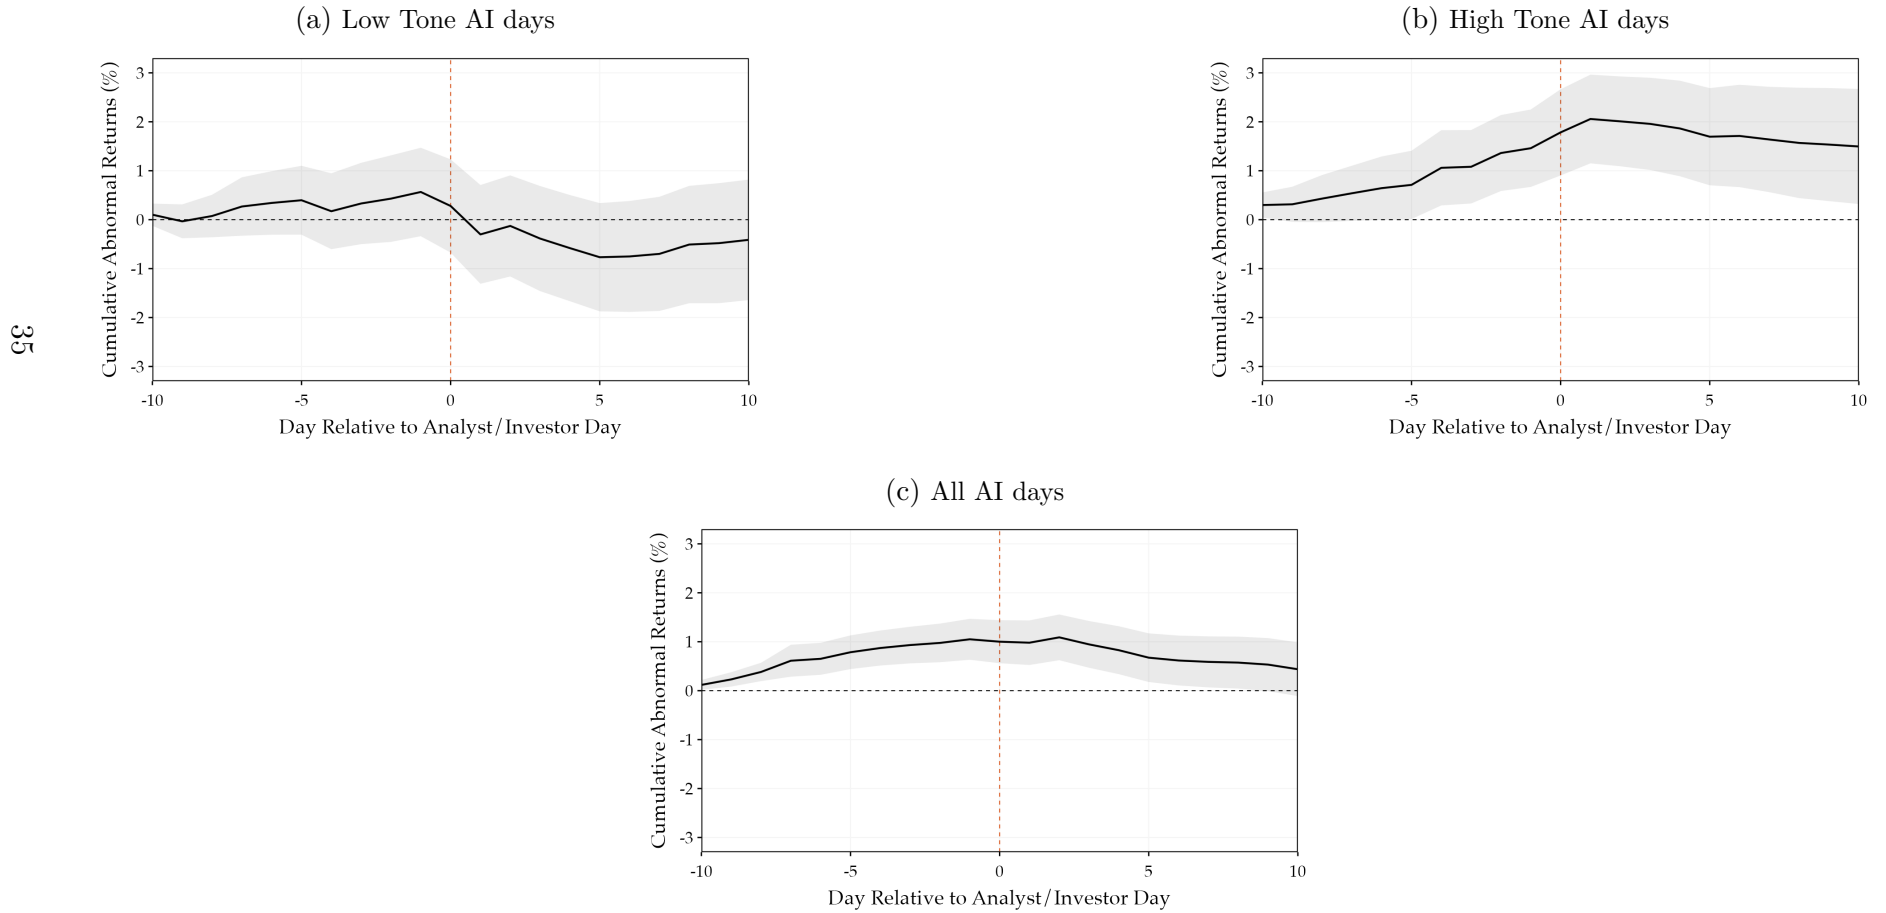 (a) Low Tone AI days
Cumulative Abnormal Returns (%)
3
2
1
0
-1
-2
-3
-10 -5 0 5 10
Day Relative to Analyst/Investor Day
(b) High Tone AI days
Cumulative Abnormal Returns (%)
3
2
1
0
-1
-2
-3
-10 -5 0 5 10
Day Relative to Analyst/Investor Day
(c) All AI days
Cumulative Abnormal Returns (%)
3
2
1
0
-1
-2
-3
-10 -5 0 5 10
Day Relative to Analyst/Investor Day
35